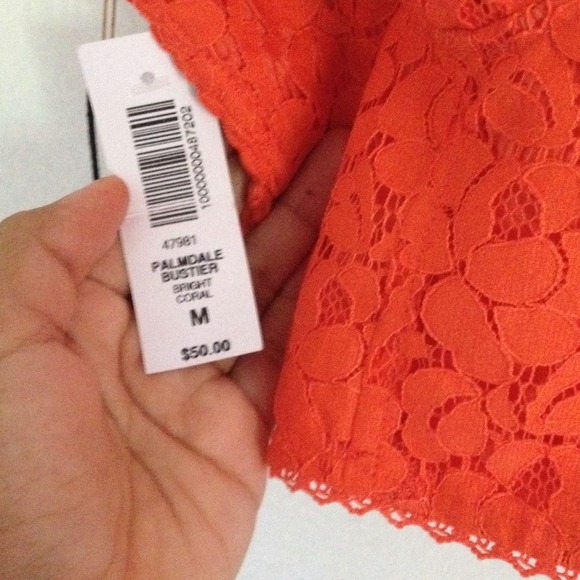 10000000487202
47981
PALMDALE
BUSTIER
BRIGHT
CORAL
M
$50.00